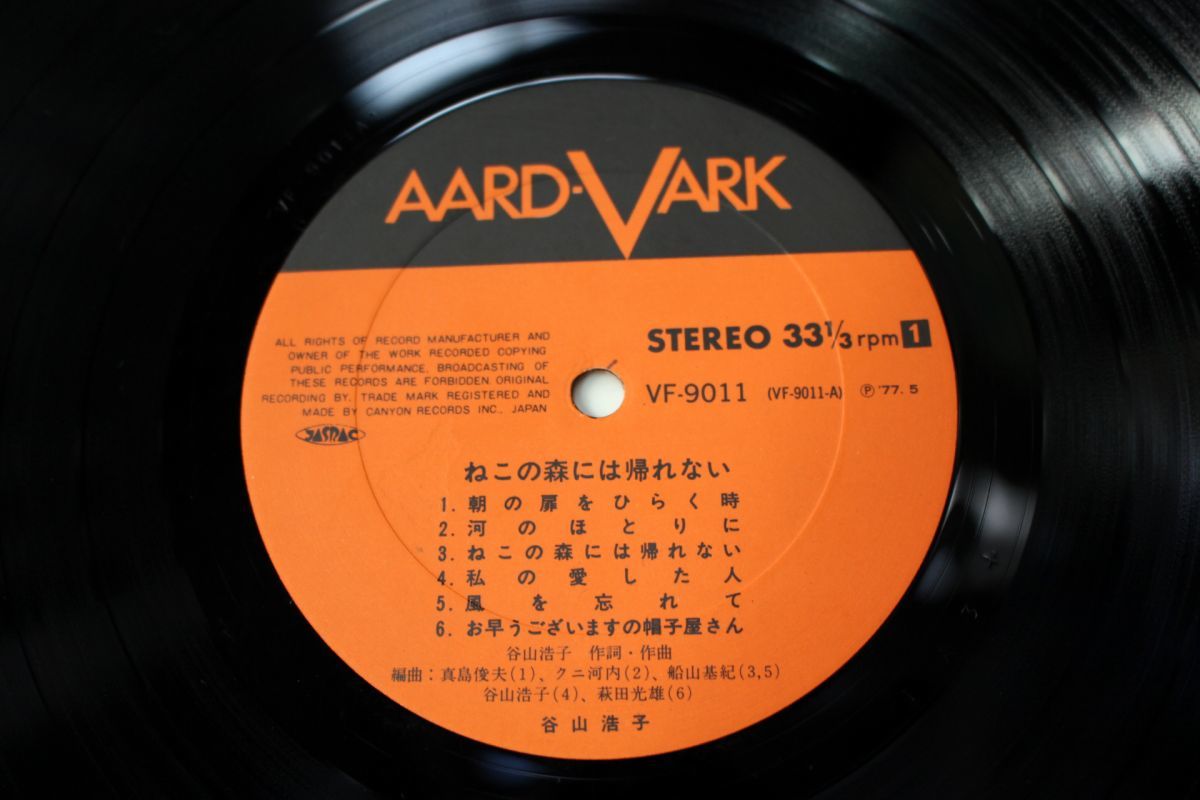 AARD-VARK
ALL RIGHTS OF RECORD MANUFACTURER AND
OWNER OF THE WORK RECORDED COPYING
PUBLIC PERFORMANCE, BROADCASTING OF
THESE RECORDS ARE FORBIDDEN. ORIGINAL
RECORDING BY, TRADE MARK REGISTERED AND
MADE BY CANYON RECORDS INC., JAPAN
JASRAC
STEREO 33⅓rpm 1
VF-9011 (VF-9011-A) Ⓟ'77. 5
ねこの森には帰れない
1. 朝の扉をひらく時
2. 河のほとりに
3. ねこの森には帰れない
4. 私の愛した人
5. 風を忘れて
6. お早うございますの帽子屋さん
谷山浩子 作詞・作曲
編曲：真島俊夫(1)、クニ河内(2)、船山基紀(3,5)
谷山浩子(4)、萩田光雄(6)
谷山浩子